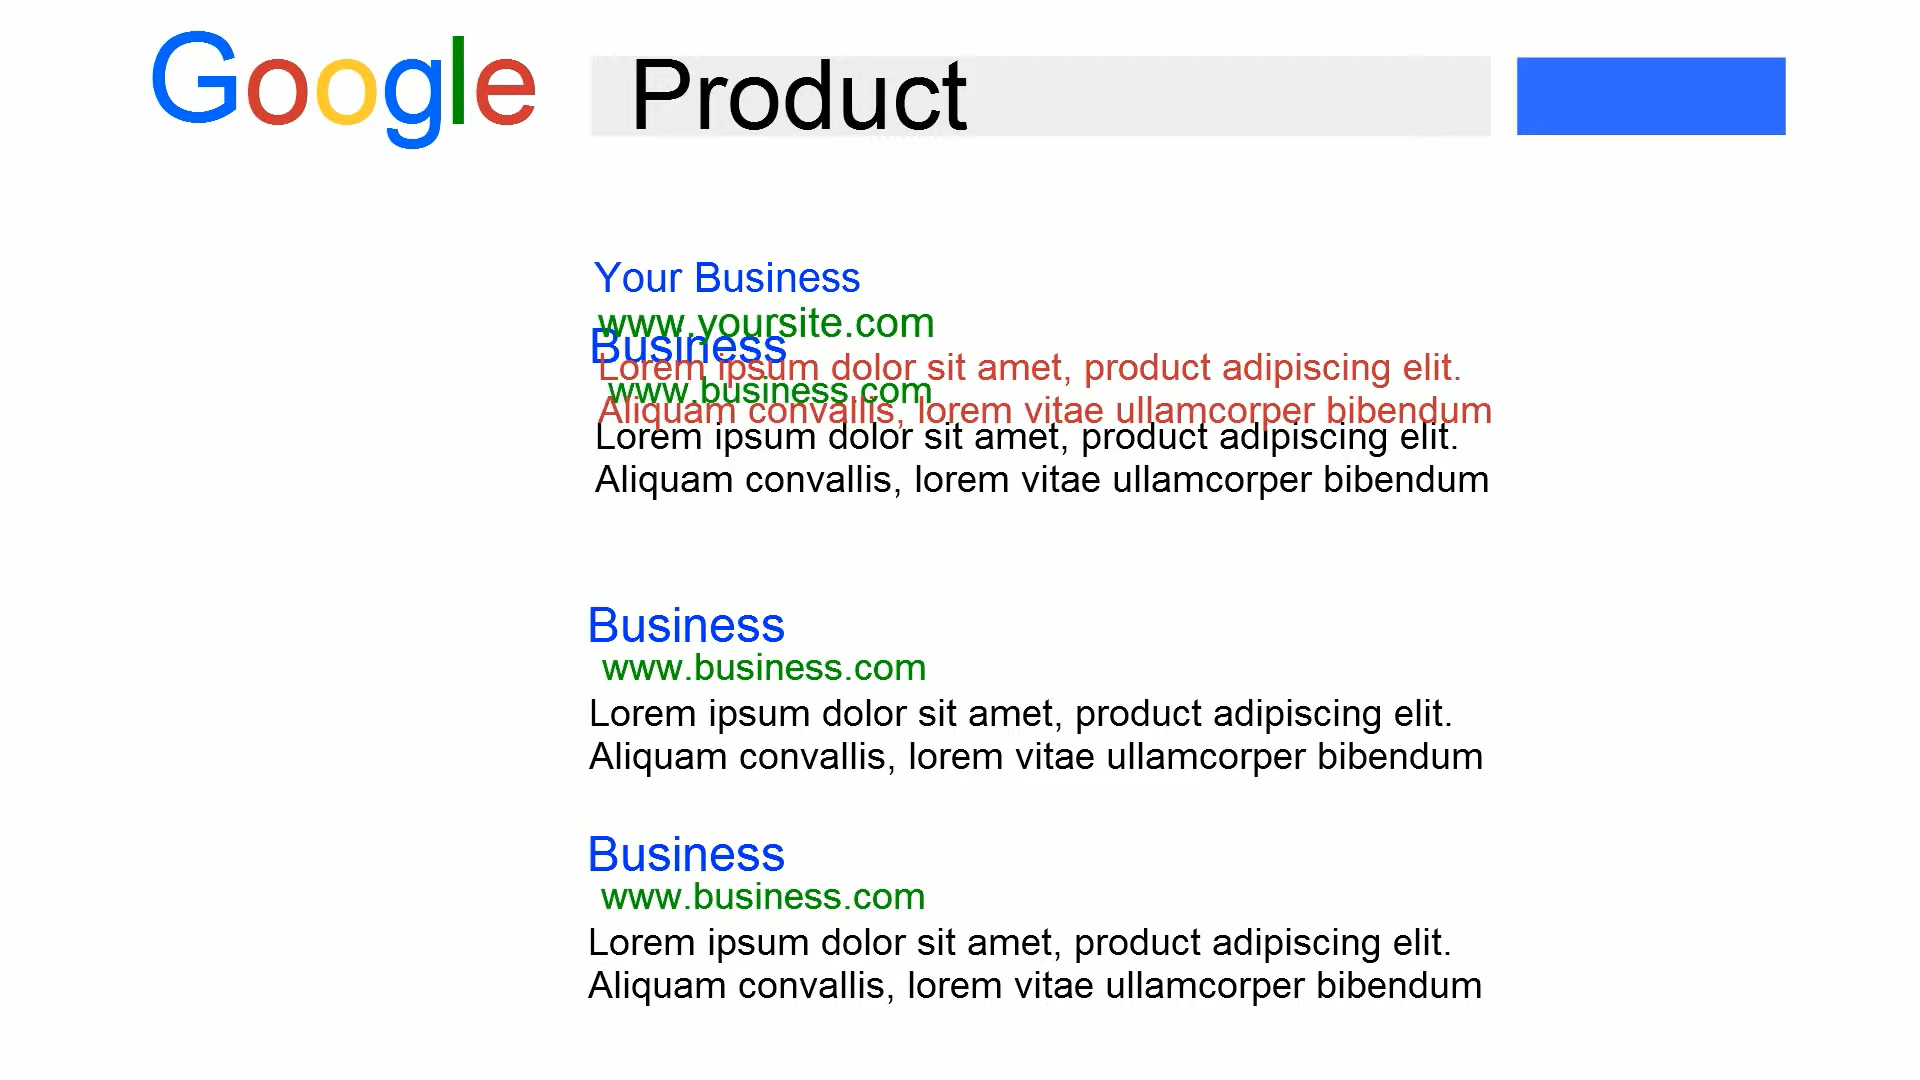 Google
Product
Your Business
www.yoursite.com
Business
Lorem ipsum dolor sit amet, product adipiscing elit.
www.business.com
Aliquam convallis, lorem vitae ullamcorper bibendum
Lorem ipsum dolor sit amet, product adipiscing elit.
Aliquam convallis, lorem vitae ullamcorper bibendum
Business
www.business.com
Lorem ipsum dolor sit amet, product adipiscing elit.
Aliquam convallis, lorem vitae ullamcorper bibendum
Business
www.business.com
Lorem ipsum dolor sit amet, product adipiscing elit.
Aliquam convallis, lorem vitae ullamcorper bibendum